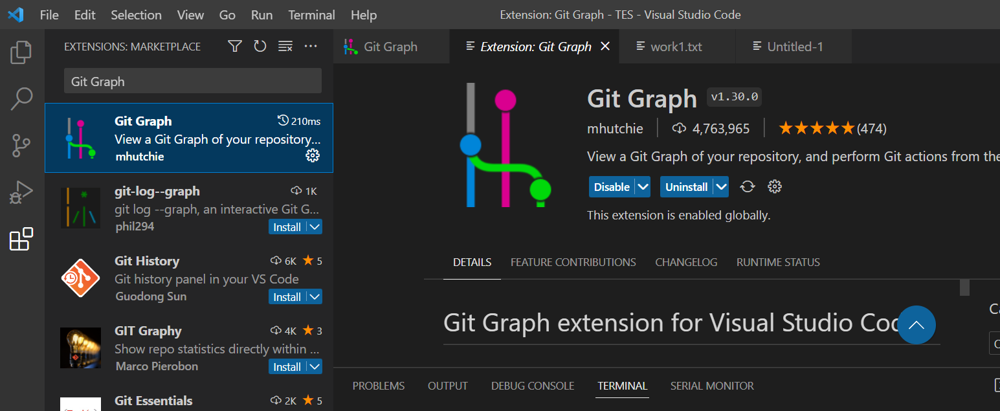 File Edit Selection View Go Run Terminal Help
Extension: Git Graph - TES - Visual Studio Code
EXTENSIONS: MARKETPLACE
Git Graph
Git Graph
210ms
View a Git Graph of your repository...
mhutchie
git-log--graph
1K
git log --graph, an interactive Git G...
phil294
Install
Git History
6K
5
Git history panel in your VS Code
Guodong Sun
Install
GIT Graphy
4K
3
Show repo statistics directly within ...
Marco Pierobon
Install
Git Essentials
2K
5
Git Graph
Extension: Git Graph
work1.txt
Untitled-1
Git Graph v1.30.0
mhutchie
4,763,965
(474)
View a Git Graph of your repository, and perform Git actions from the
Disable
Uninstall
This extension is enabled globally.
DETAILS FEATURE CONTRIBUTIONS CHANGELOG RUNTIME STATUS
Git Graph extension for Visual Studio Cod
PROBLEMS OUTPUT DEBUG CONSOLE TERMINAL SERIAL MONITOR